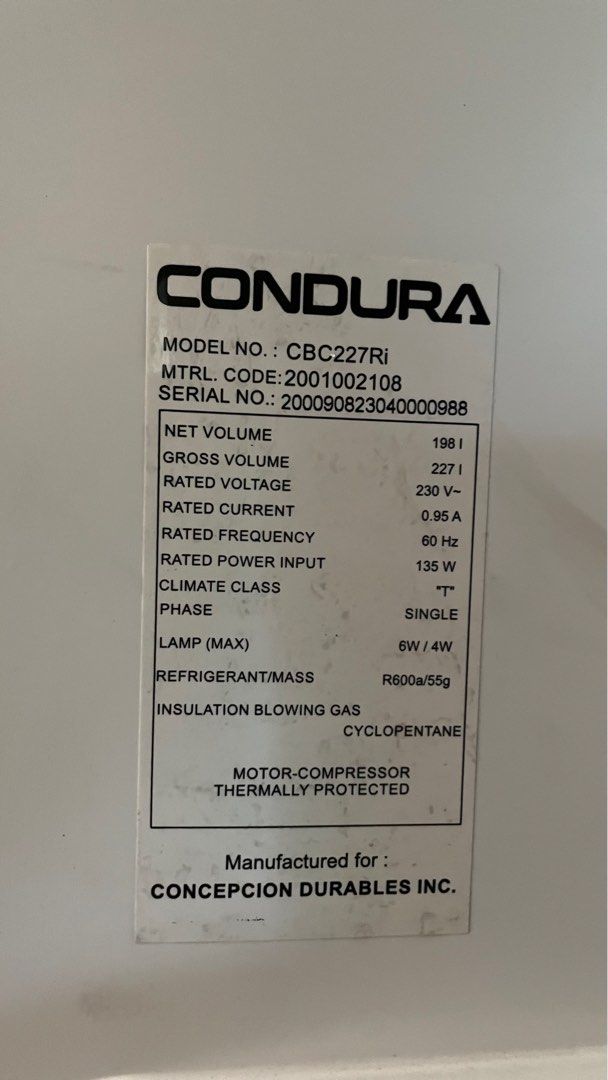 CONDURA
MODEL NO. : CBC227Ri
MTRL. CODE: 2001002108
SERIAL NO.: 200090823040000988
NET VOLUME 198 l
GROSS VOLUME 227 l
RATED VOLTAGE 230 V~
RATED CURRENT 0.95 A
RATED FREQUENCY 60 Hz
RATED POWER INPUT 135 W
CLIMATE CLASS "T"
PHASE SINGLE
LAMP (MAX) 6W / 4W
REFRIGERANT/MASS R600a/55g
INSULATION BLOWING GAS
CYCLOPENTANE
MOTOR-COMPRESSOR
THERMALLY PROTECTED
Manufactured for :
CONCEPCION DURABLES INC.